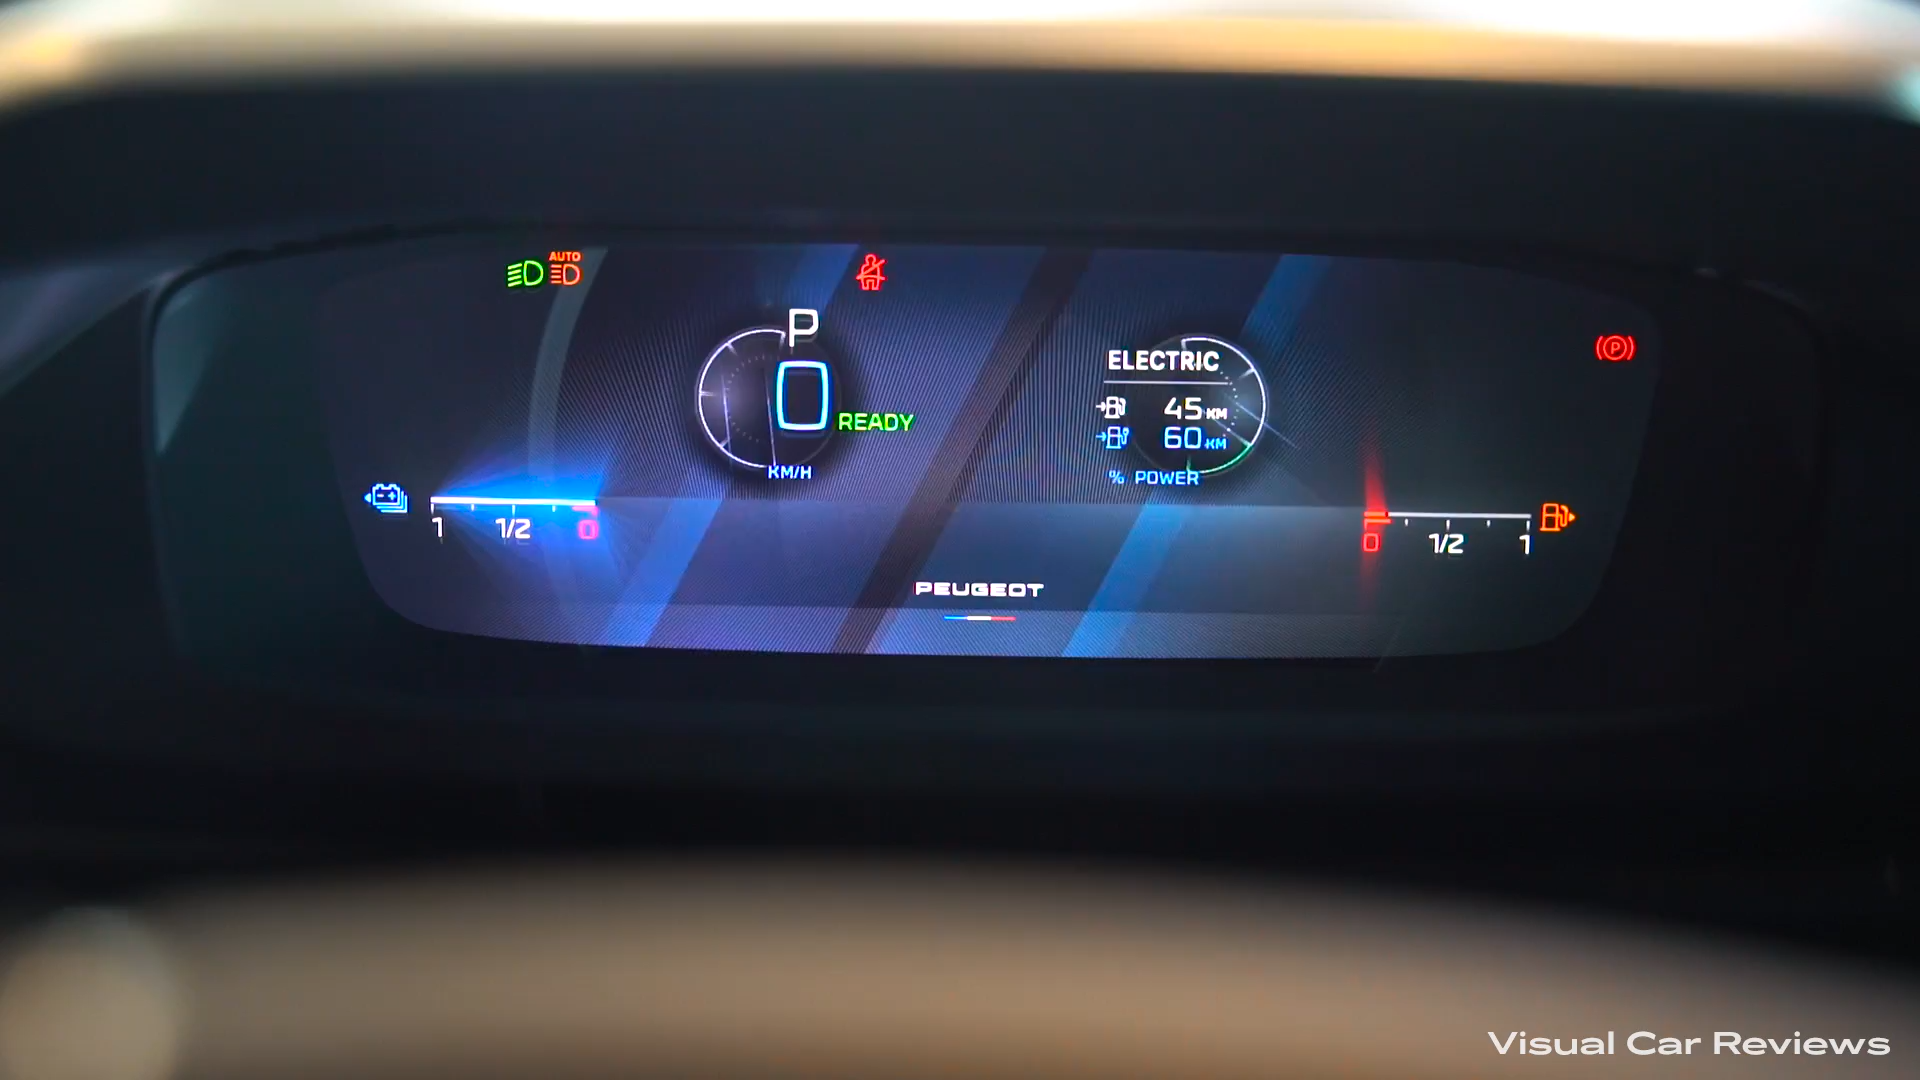 AUTO
P
0
READY
KM/H
ELECTRIC
45 KM
60 KM
% POWER
1 1/2 0
0 1/2 1
P
PEUGEOT
Visual Car Reviews